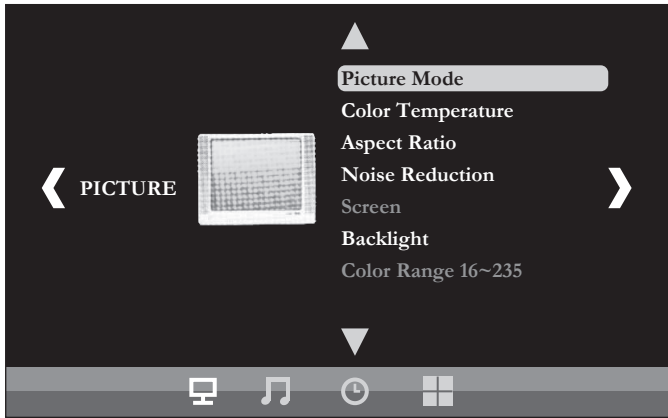 Picture Mode
Color Temperature
Aspect Ratio
Noise Reduction
PICTURE
Screen
Backlight
Color Range 16~235